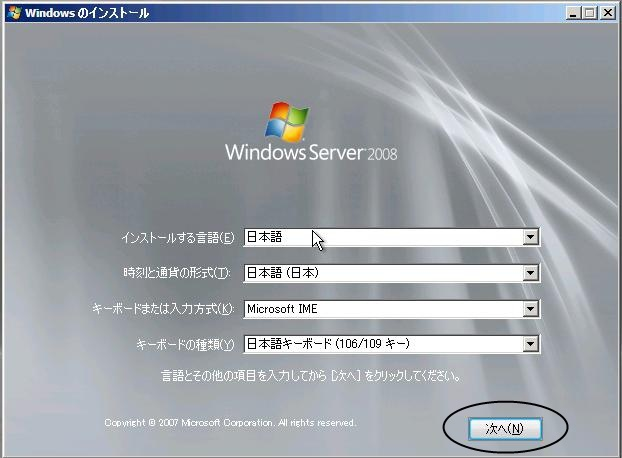 Windows のインストール
Windows Server 2008
インストールする言語(E) 日本語
時刻と通貨の形式(T): 日本語 (日本)
キーボードまたは入力方式(K): Microsoft IME
キーボードの種類(Y) 日本語キーボード (106/109 キー)
言語とその他の項目を入力してから [次へ] をクリックしてください。
Copyright © 2007 Microsoft Corporation. All rights reserved.
次へ(N)